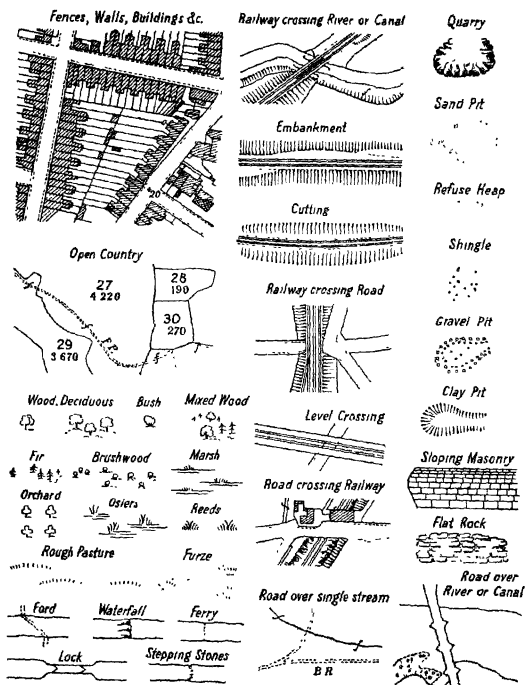 Fences, Walls, Buildings &c.
20
Open Country
27
4 220
28
·190
30
·270
29
3 670
F.P.
Wood, Deciduous
Bush
Mixed Wood
Fir
Brushwood
Marsh
Orchard
Osiers
Reeds
Rough Pasture
Furze
Ford
Waterfall
Ferry
Lock
Stepping Stones
Railway crossing River or Canal
Embankment
Cutting
Railway crossing Road
Level Crossing
Road crossing Railway
Road over single stream
B R
Quarry
Sand Pit
Refuse Heap
Shingle
Gravel Pit
Clay Pit
Sloping Masonry
Flat Rock
Road over
River or Canal